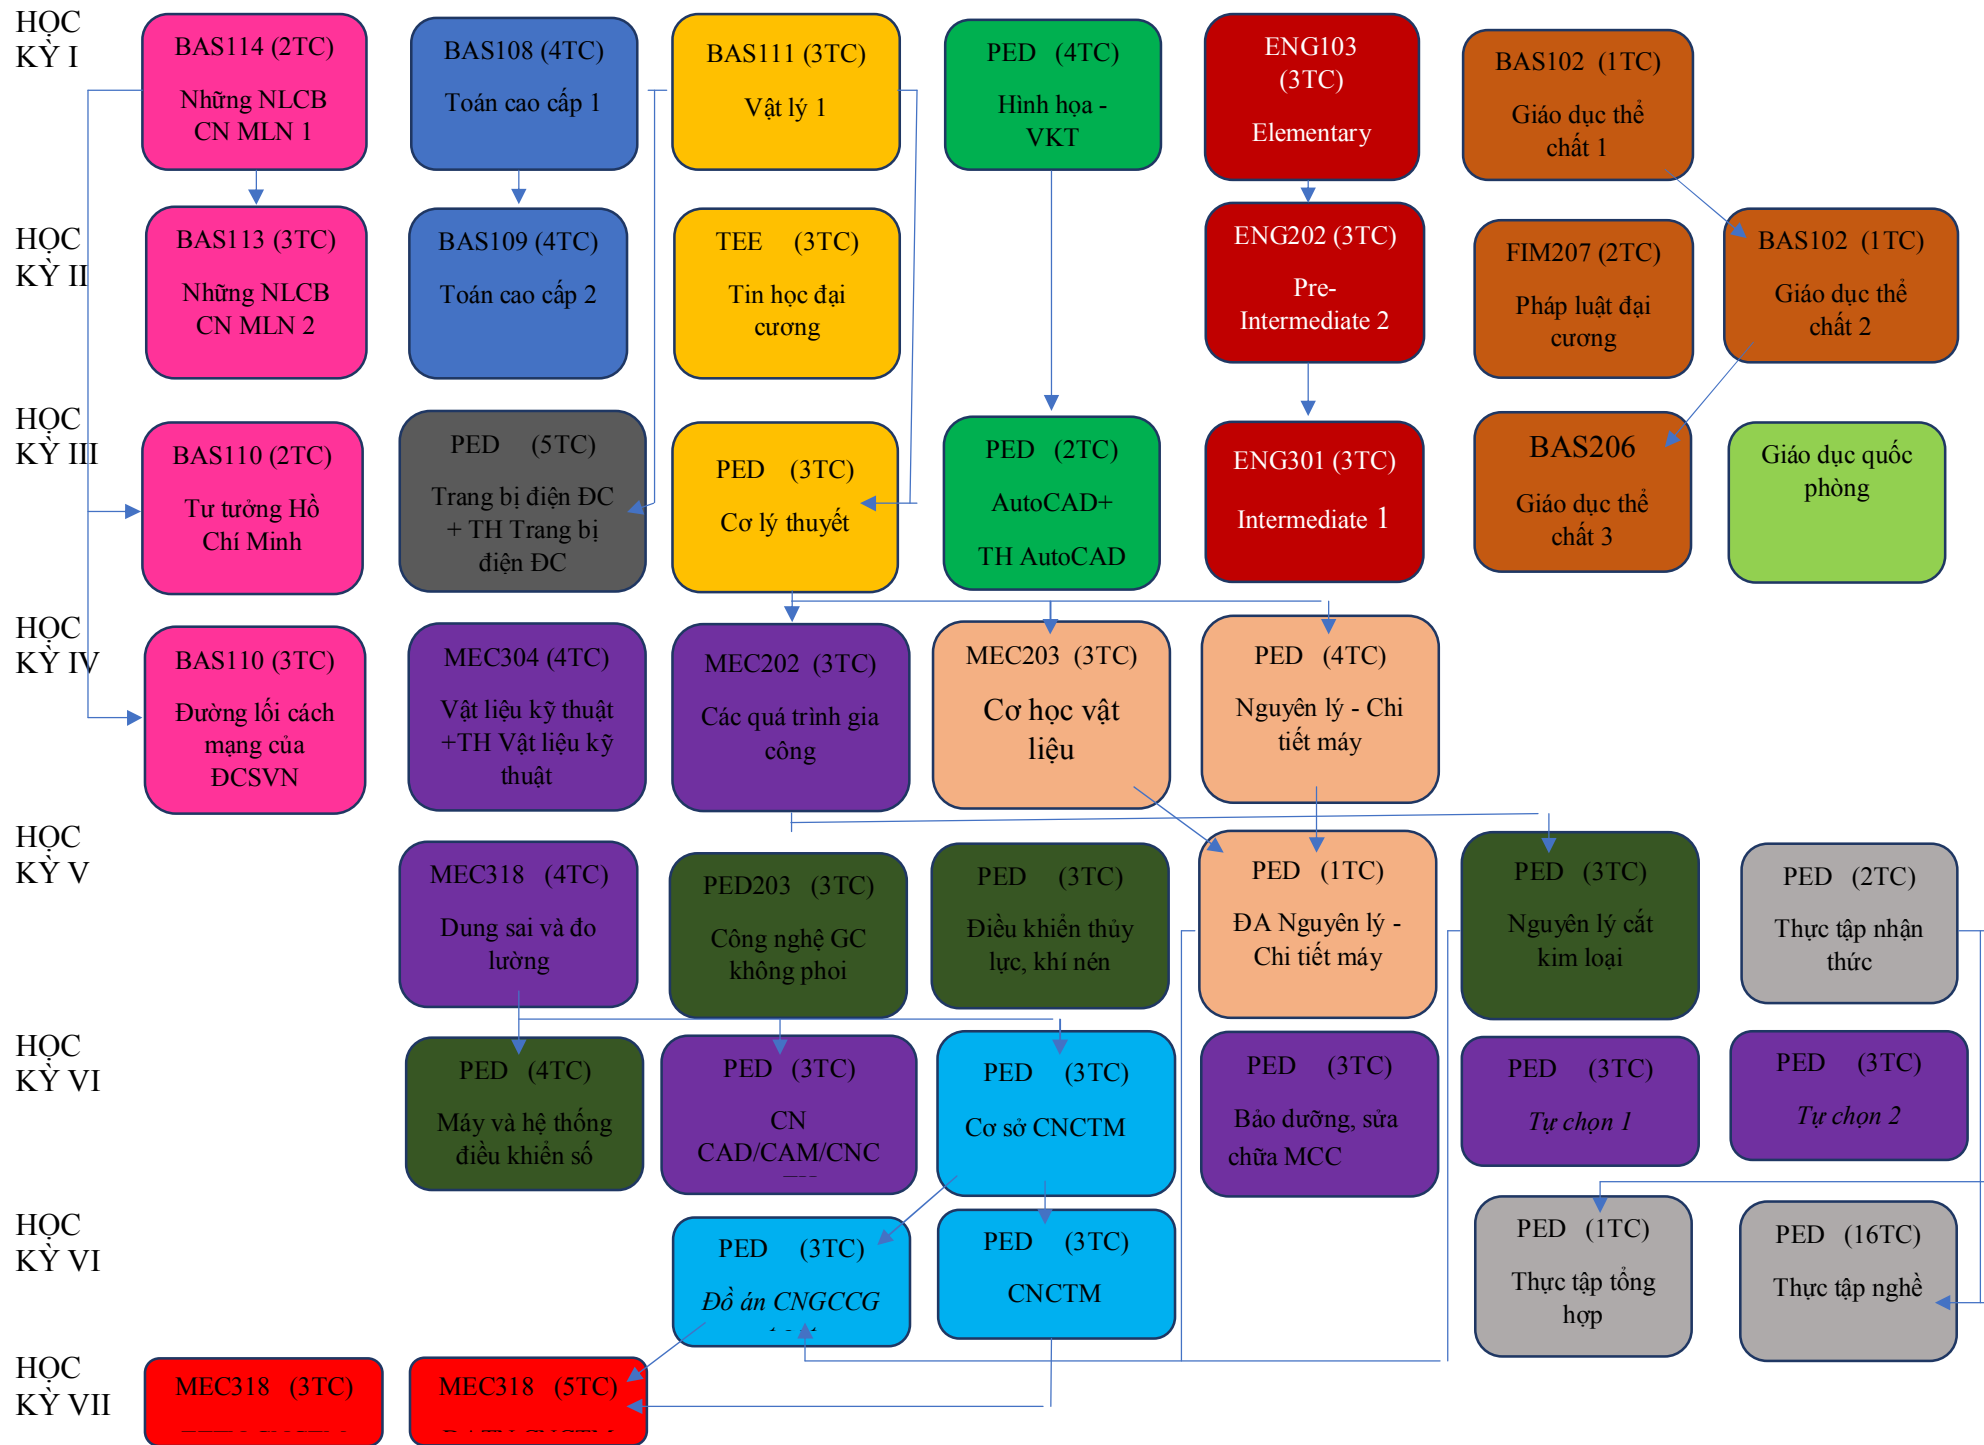 HỌC
KỲ I
BAS114 (2TC)
Những NLCB
CN MLN 1
BAS108 (4TC)
Toán cao cấp 1
BAS111 (3TC)
Vật lý 1
PED (4TC)
Hình họa -
VKT
ENG103
(3TC)
Elementary
BAS102 (1TC)
Giáo dục thể
chất 1
HỌC
KỲ II
BAS113 (3TC)
Những NLCB
CN MLN 2
BAS109 (4TC)
Toán cao cấp 2
TEE (3TC)
Tin học đại
cương
ENG202 (3TC)
Pre-
Intermediate 2
FIM207 (2TC)
Pháp luật đại
cương
BAS102 (1TC)
Giáo dục thể
chất 2
HỌC
KỲ III
BAS110 (2TC)
Tư tưởng Hồ
Chí Minh
PED (5TC)
Trang bị điện ĐC
+ TH Trang bị
điện ĐC
PED (3TC)
Cơ lý thuyết
PED (2TC)
AutoCAD+
TH AutoCAD
ENG301 (3TC)
Intermediate 1
BAS206
Giáo dục thể
chất 3
Giáo dục quốc
phòng
HỌC
KỲ IV
BAS110 (3TC)
Đường lối cách
mạng của
ĐCSVN
MEC304 (4TC)
Vật liệu kỹ thuật
+TH Vật liệu kỹ
thuật
MEC202 (3TC)
Các quá trình gia
công
MEC203 (3TC)
Cơ học vật
liệu
PED (4TC)
Nguyên lý - Chi
tiết máy
HỌC
KỲ V
MEC318 (4TC)
Dung sai và đo
lường
PED203 (3TC)
Công nghệ GC
không phoi
PED (3TC)
Điều khiển thủy
lực, khí nén
PED (1TC)
ĐA Nguyên lý -
Chi tiết máy
PED (3TC)
Nguyên lý cắt
kim loại
PED (2TC)
Thực tập nhận
thức
HỌC
KỲ VI
PED (4TC)
Máy và hệ thống
điều khiển số
PED (3TC)
CN
CAD/CAM/CNC
PED (3TC)
Cơ sở CNCTM
PED (3TC)
Bảo dưỡng, sửa
chữa MCC
PED (3TC)
Tự chọn 1
PED (3TC)
Tự chọn 2
HỌC
KỲ VI
PED (3TC)
Đồ án CNGCCG
PED (3TC)
CNCTM
PED (1TC)
Thực tập tổng
hợp
PED (16TC)
Thực tập nghề
HỌC
KỲ VII
MEC318 (3TC)
MEC318 (5TC)